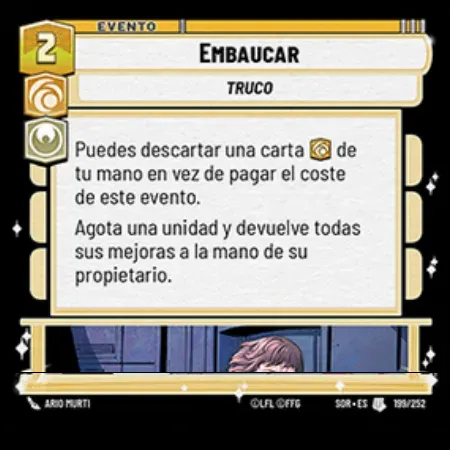 EVENTO
2
EMBAUCAR
TRUCO
Puedes descartar una carta de
tu mano en vez de pagar el coste
de este evento.
Agota una unidad y devuelve todas
sus mejoras a la mano de su
propietario.
ARIO MURTI
©LFL ©FFG
SOR • ES
199/252